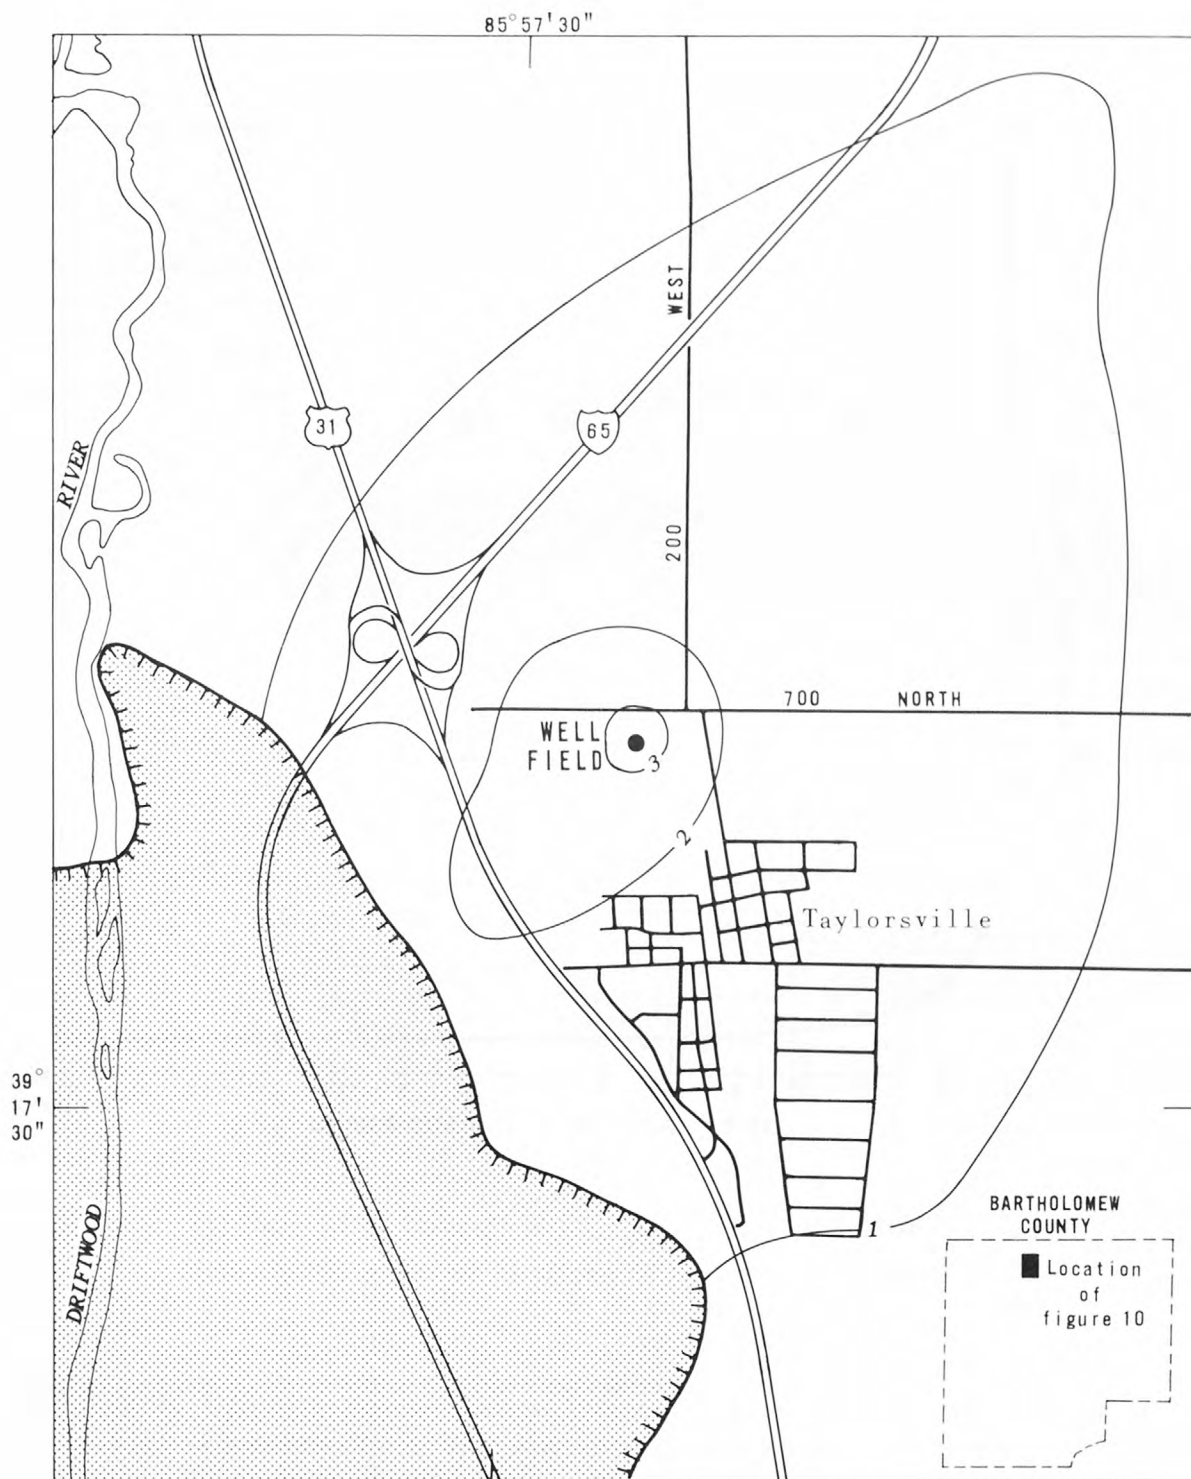 85°57'30"
WEST
31
65
RIVER
200
700 NORTH
WELL
FIELD
3
2
Taylorsville
39°
17'
30"
DRIFTWOOD
1
BARTHOLOMEW
COUNTY
Location
of
figure 10